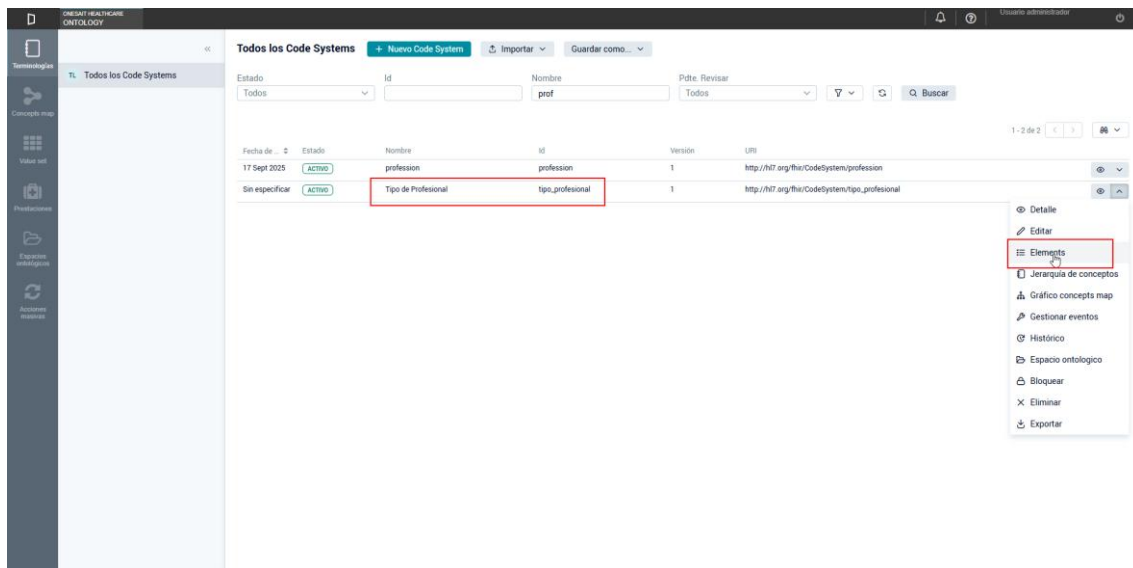 ONESAIT HEALTHCARE
ONTOLOGY
Usuario administrador
Terminologías
Concepts map
Value set
Prestaciones
Espacios ontológicos
Acciones masivas
TL Todos los Code Systems
Todos los Code Systems + Nuevo Code System Importar Guardar como...
Estado Id Nombre Pdte. Revisar
Todos prof Todos Buscar
1 - 2 de 2
Fecha de ... Estado Nombre Id Versión URI
17 Sept 2025 ACTIVO profession profession 1 http://hl7.org/fhir/CodeSystem/profession
Sin especificar ACTIVO Tipo de Profesional tipo_profesional 1 http://hl7.org/fhir/CodeSystem/tipo_profesional
Detalle
Editar
Elements
Jerarquía de conceptos
Gráfico concepts map
Gestionar eventos
Histórico
Espacio ontologico
Bloquear
Eliminar
Exportar